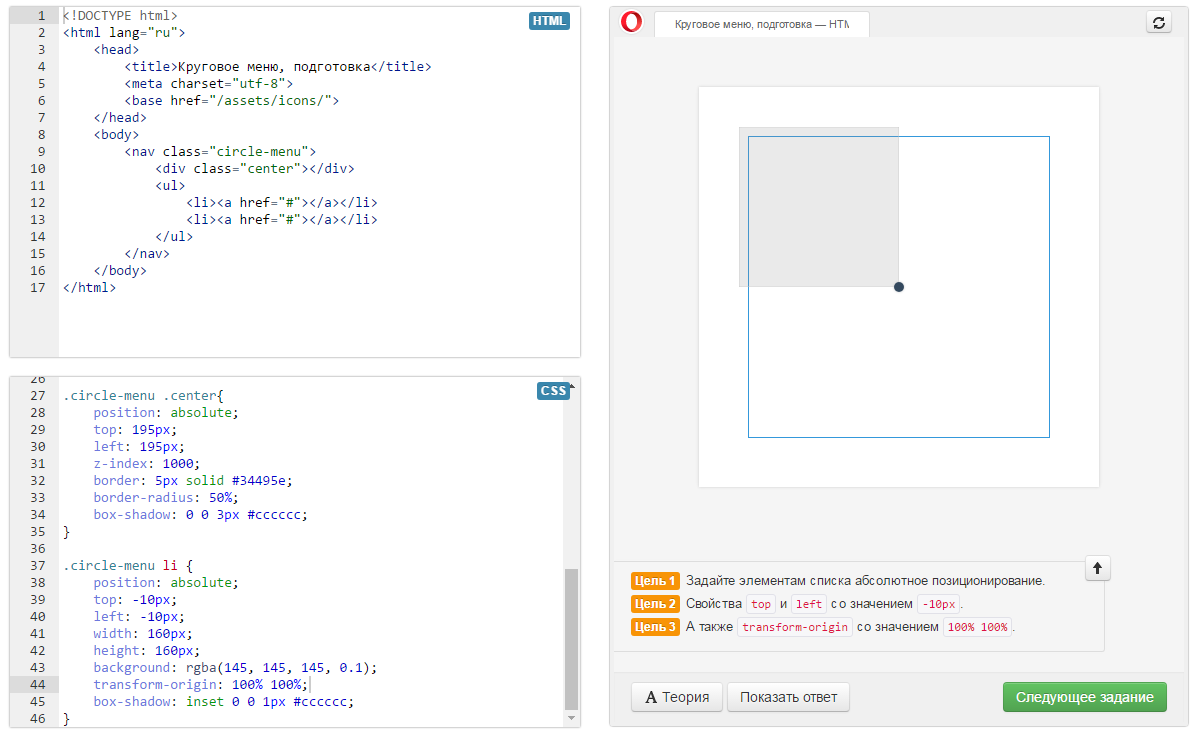 1 <!DOCTYPE html>
HTML
2 <html lang="ru">
3 <head>
4 <title>Круговое меню, подготовка</title>
5 <meta charset="utf-8">
6 <base href="/assets/icons/">
7 </head>
8 <body>
9 <nav class="circle-menu">
10 <div class="center"></div>
11 <ul>
12 <li><a href="#"></a></li>
13 <li><a href="#"></a></li>
14 </ul>
15 </nav>
16 </body>
17 </html>
26
CSS
27 .circle-menu .center{
28 position: absolute;
29 top: 195px;
30 left: 195px;
31 z-index: 1000;
32 border: 5px solid #34495e;
33 border-radius: 50%;
34 box-shadow: 0 0 3px #cccccc;
35 }
36
37 .circle-menu li {
38 position: absolute;
39 top: -10px;
40 left: -10px;
41 width: 160px;
42 height: 160px;
43 background: rgba(145, 145, 145, 0.1);
44 transform-origin: 100% 100%;
45 box-shadow: inset 0 0 1px #cccccc;
46 }
Круговое меню, подготовка — HTM
Цель 1 Задайте элементам списка абсолютное позиционирование.
Цель 2 Свойства top и left со значением -10px.
Цель 3 А также transform-origin со значением 100% 100%.
A Теория Показать ответ Следующее задание